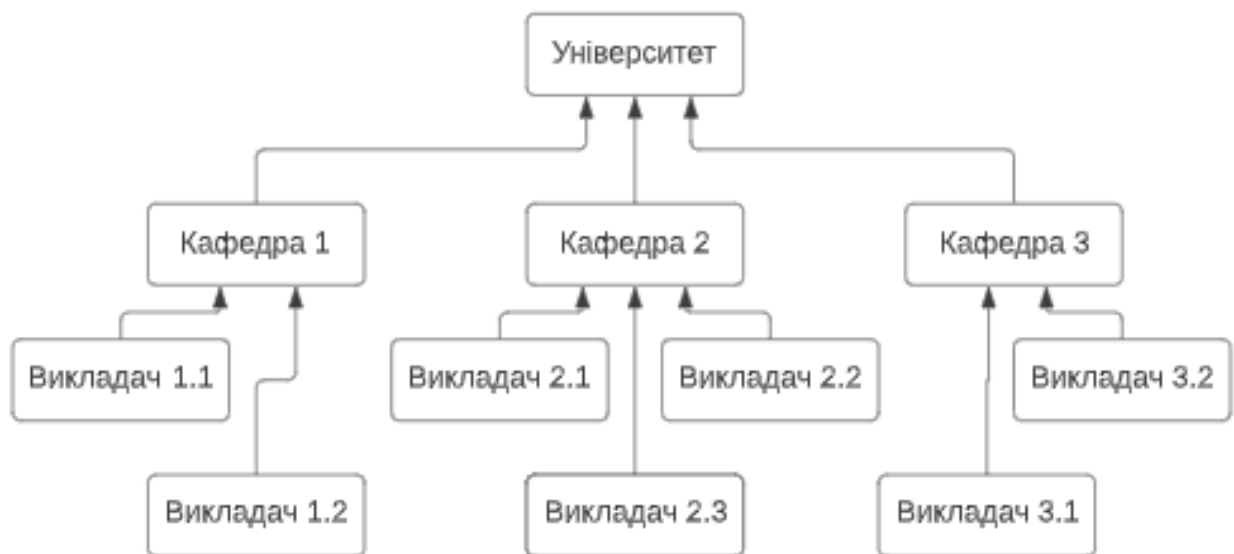 Університет
Кафедра 1
Кафедра 2
Кафедра 3
Викладач 1.1
Викладач 2.1
Викладач 2.2
Викладач 3.2
Викладач 1.2
Викладач 2.3
Викладач 3.1